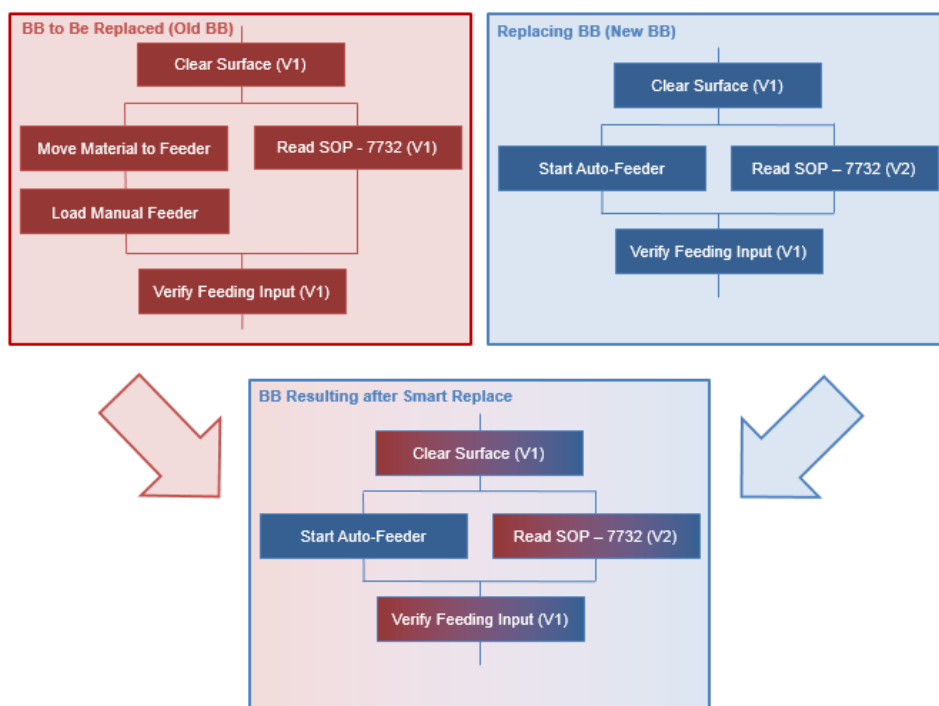 BB to Be Replaced (Old BB)
Clear Surface (V1)
Move Material to Feeder
Read SOP - 7732 (V1)
Load Manual Feeder
Verify Feeding Input (V1)
Replacing BB (New BB)
Clear Surface (V1)
Start Auto-Feeder
Read SOP – 7732 (V2)
Verify Feeding Input (V1)
BB Resulting after Smart Replace
Clear Surface (V1)
Start Auto-Feeder
Read SOP – 7732 (V2)
Verify Feeding Input (V1)